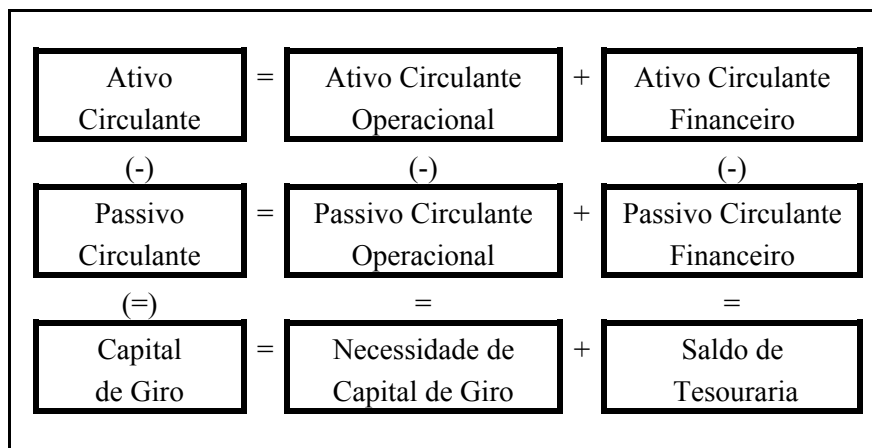 Ativo = Ativo Circulante + Ativo Circulante
Circulante Operacional Financeiro
(-) (-) (-)
Passivo = Passivo Circulante + Passivo Circulante
Circulante Operacional Financeiro
(=) = =
Capital = Necessidade de + Saldo de
de Giro Capital de Giro Tesouraria